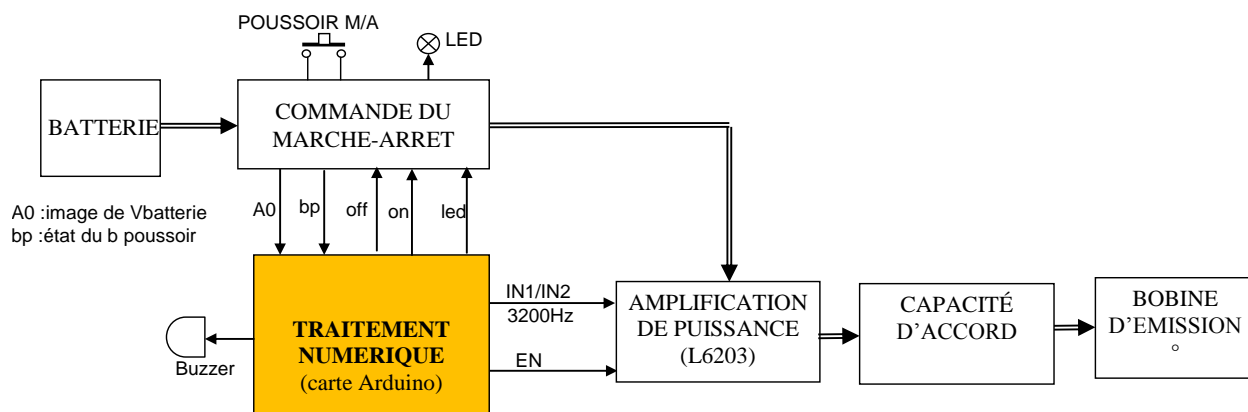 POUSSOIR M/A
LED
BATTERIE
COMMANDE DU
MARCHE-ARRET
A0 :image de Vbatterie
bp :état du b poussoir
A0
bp
off
on
led
Buzzer
TRAITEMENT
NUMERIQUE
(carte Arduino)
IN1/IN2
3200Hz
EN
AMPLIFICATION
DE PUISSANCE
(L6203)
CAPACITÉ
D'ACCORD
BOBINE
D'EMISSION
°